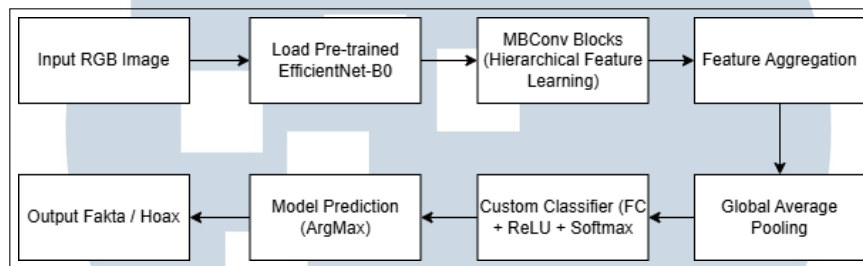 Input RGB Image
Load Pre-trained
EfficientNet-B0
MBConv Blocks
(Hierarchical Feature
Learning)
Feature Aggregation
Global Average
Pooling
Custom Classifier (FC
+ ReLU + Softmax
Model Prediction
(ArgMax)
Output Fakta / Hoax